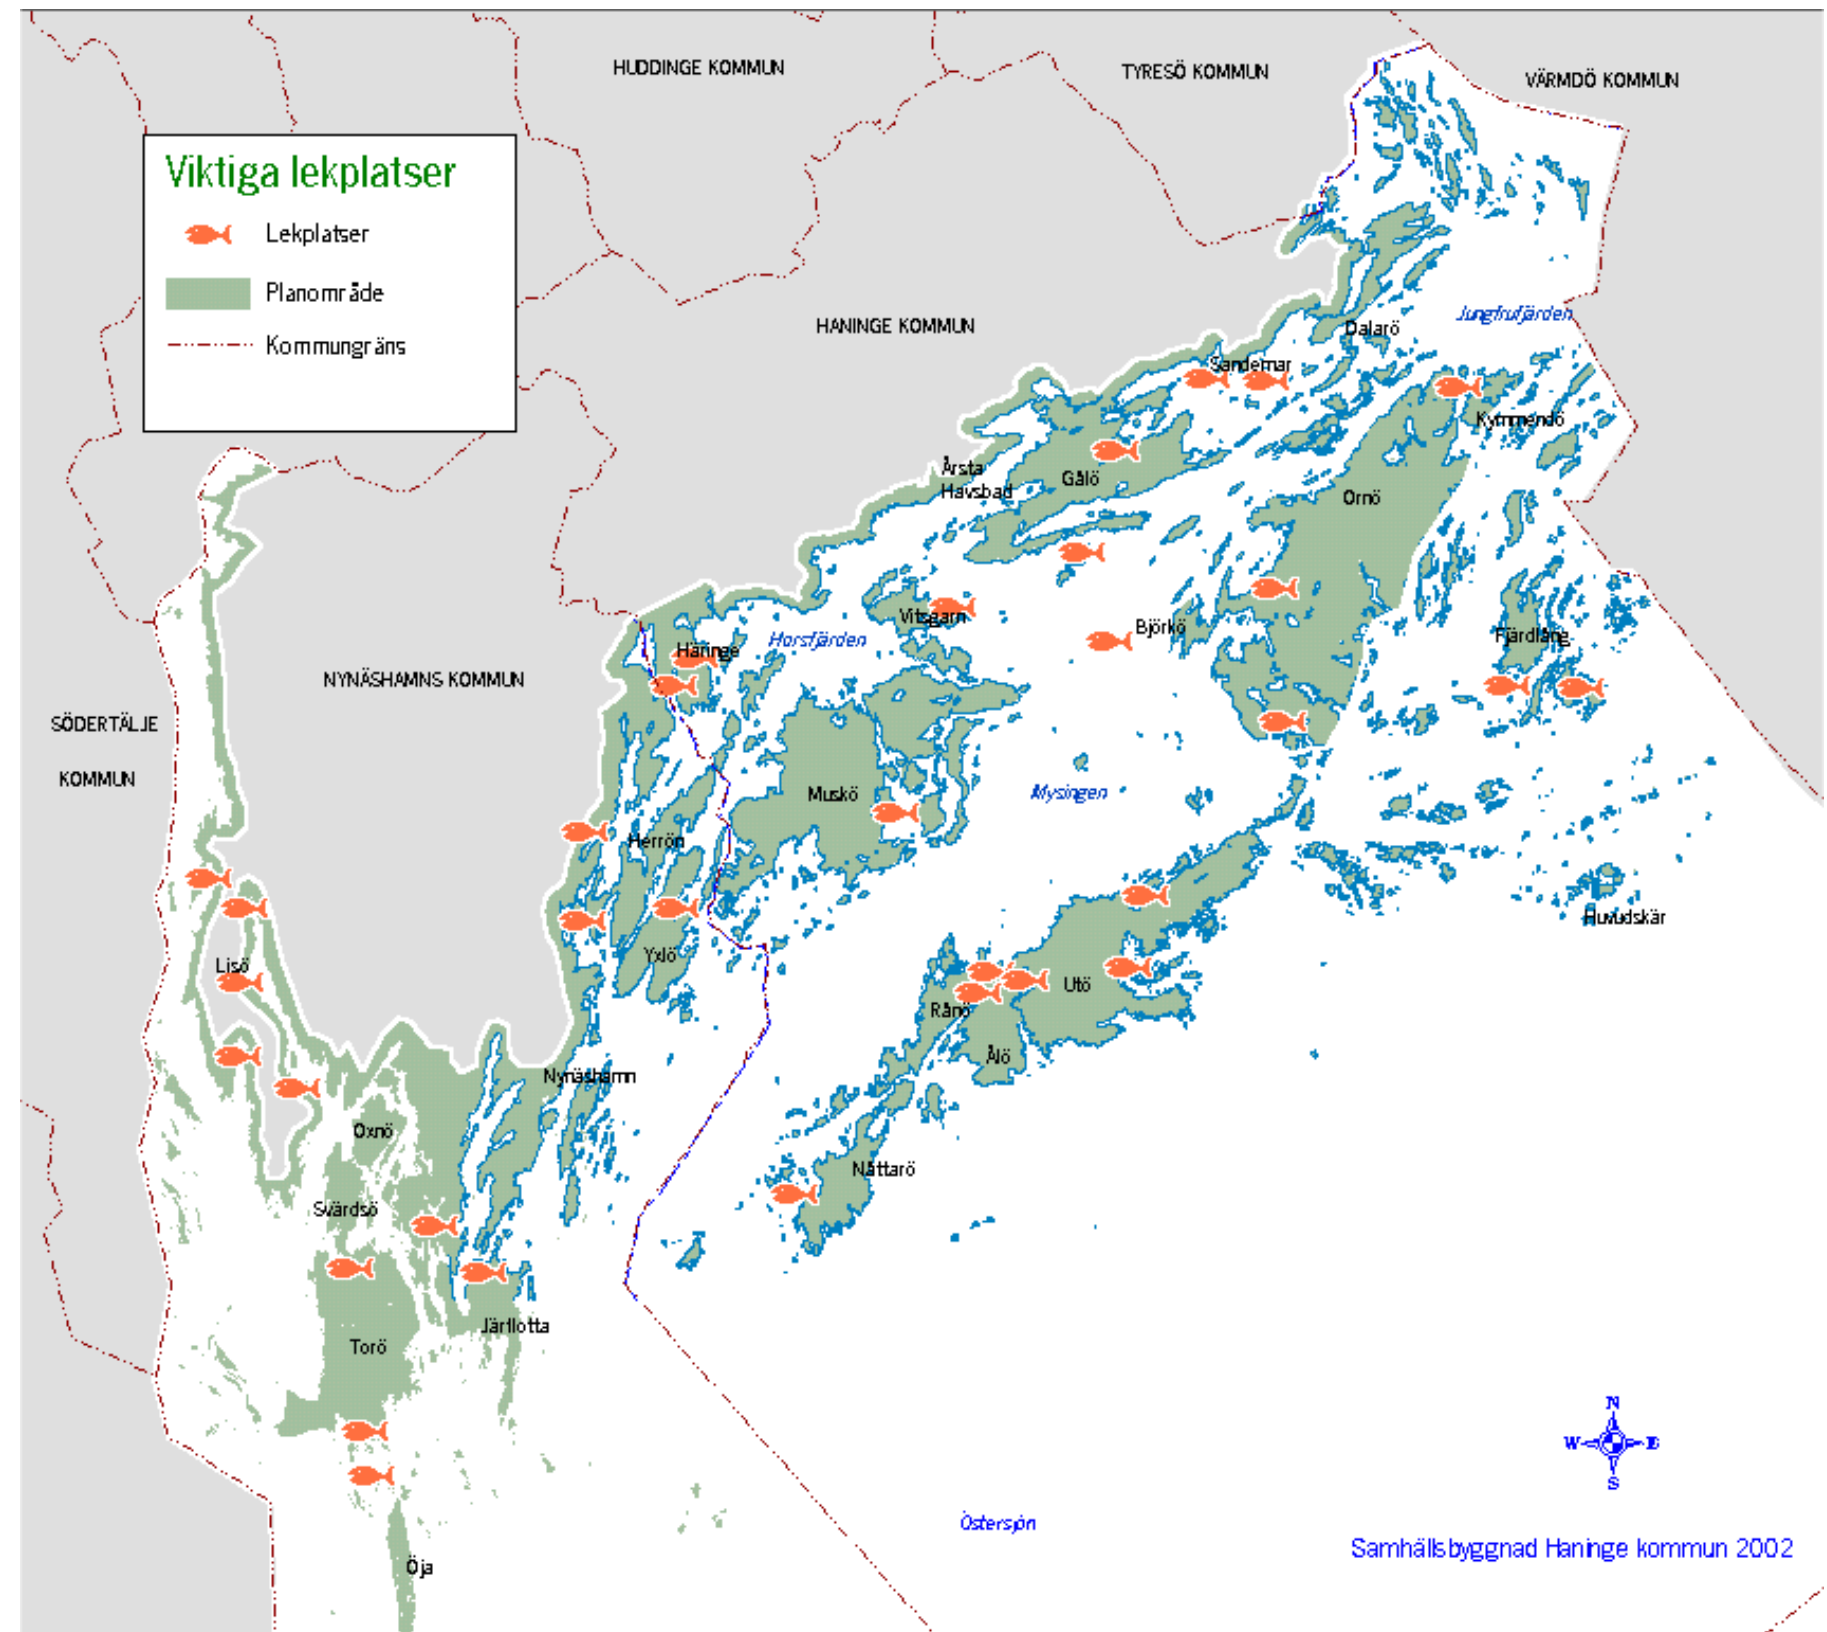 HUDDINGE KOMMUN
TYRESÖ KOMMUN
VÄRMDÖ KOMMUN
Viktiga lekplatser
Lekplatser
Planområde
Kommungräns
HANINGE KOMMUN
Jungfrufjärden
Dalarö
Sandemar
Kymmendö
Årsta
Havsbad
Gålö
Ornö
Vitsgarn
Björkö
Horsfjärden
Häringe
Fjärdlång
NYNÄSHAMNS KOMMUN
SÖDERTÄLJE
KOMMUN
Muskö
Mysingen
Herrön
Huvudskär
Yxlö
Lisö
Utö
Rånö
Ålö
Nynäshamn
Oxnö
Nåttarö
Svärdsö
Järflotta
Torö
N
W E
S
Östersjön
Samhällsbyggnad Haninge kommun 2002
Öja